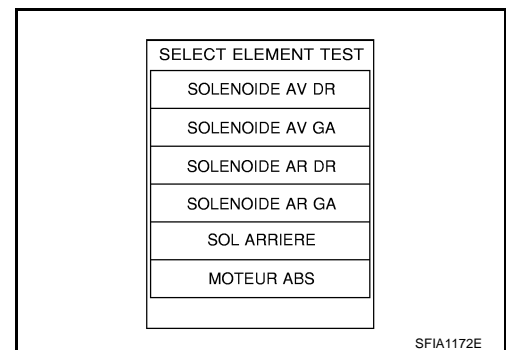 SELECT ELEMENT TEST
SOLENOIDE AV DR
SOLENOIDE AV GA
SOLENOIDE AR DR
SOLENOIDE AR GA
SOL ARRIERE
MOTEUR ABS
SFIA1172E